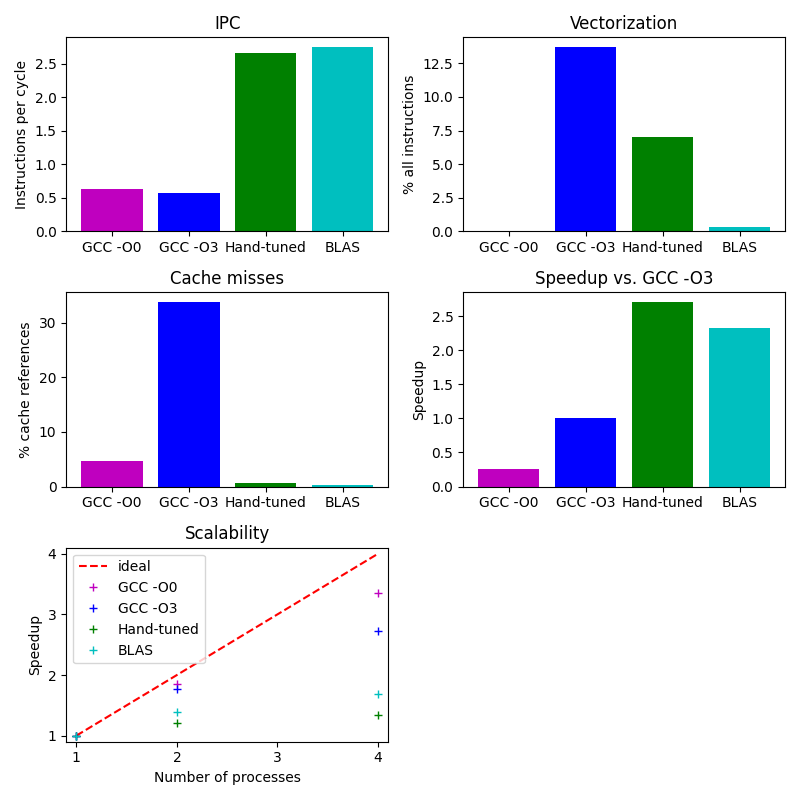 IPC
Instructions per cycle
2.5
2.0
1.5
1.0
0.5
0.0
GCC -O0 GCC -O3 Hand-tuned BLAS
Vectorization
% all instructions
12.5
10.0
7.5
5.0
2.5
0.0
GCC -O0 GCC -O3 Hand-tuned BLAS
Cache misses
% cache references
30
20
10
0
GCC -O0 GCC -O3 Hand-tuned BLAS
Speedup vs. GCC -O3
Speedup
2.5
2.0
1.5
1.0
0.5
0.0
GCC -O0 GCC -O3 Hand-tuned BLAS
Scalability
Speedup
4
3
2
1
ideal
GCC -O0
GCC -O3
Hand-tuned
BLAS
1 2 3 4
Number of processes